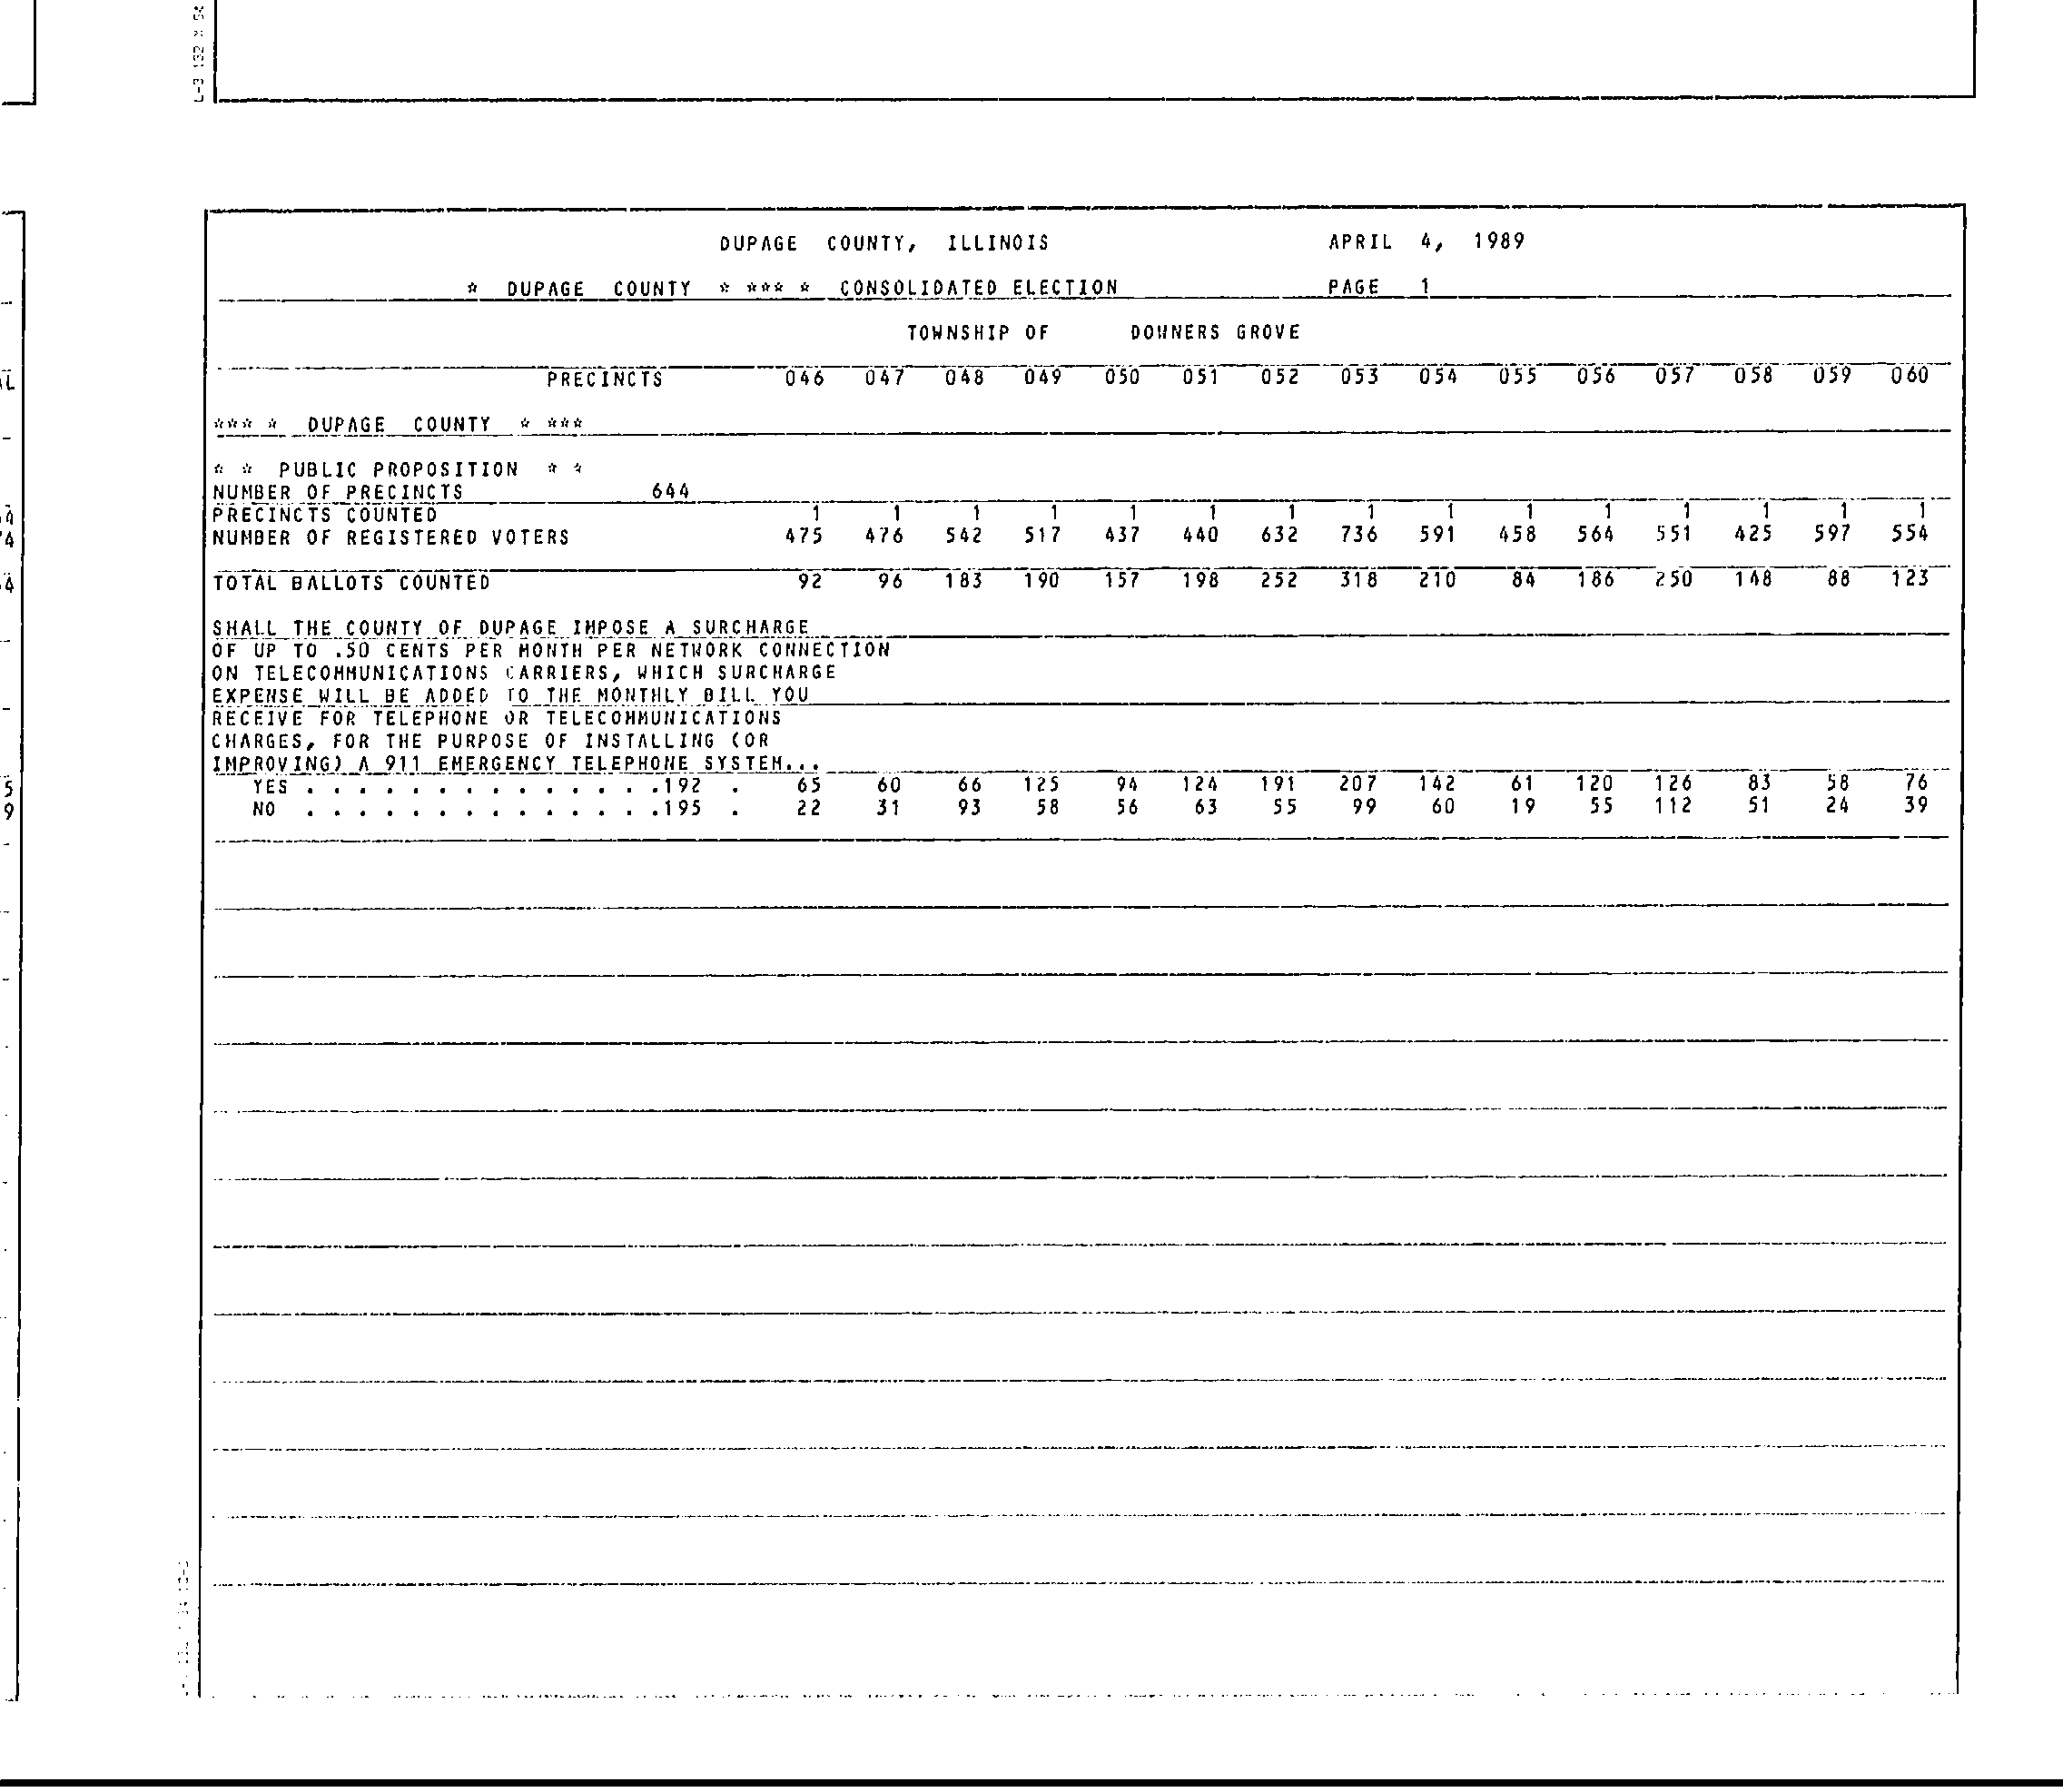 DUPAGE COUNTY, ILLINOIS APRIL 4, 1989
* DUPAGE COUNTY * *** * CONSOLIDATED ELECTION PAGE 1
TOWNSHIP OF DOWNERS GROVE
PRECINCTS 046 047 048 049 050 051 052 053 054 055 056 057 058 059 060
*** * DUPAGE COUNTY * ***
* * PUBLIC PROPOSITION * *
NUMBER OF PRECINCTS 644
PRECINCTS COUNTED 1 1 1 1 1 1 1 1 1 1 1 1 1 1 1
NUMBER OF REGISTERED VOTERS 475 476 542 517 437 440 632 736 591 458 564 551 425 597 554
TOTAL BALLOTS COUNTED 92 96 183 190 157 198 252 318 210 84 186 250 148 88 123
SHALL THE COUNTY OF DUPAGE IMPOSE A SURCHARGE
OF UP TO .50 CENTS PER MONTH PER NETWORK CONNECTION
ON TELECOMMUNICATIONS CARRIERS, WHICH SURCHARGE
EXPENSE WILL BE ADDED TO THE MONTHLY BILL YOU
RECEIVE FOR TELEPHONE OR TELECOMMUNICATIONS
CHARGES, FOR THE PURPOSE OF INSTALLING (OR
IMPROVING) A 911 EMERGENCY TELEPHONE SYSTEM...
YES . . . . . . . . . . . . . .192 . 65 60 66 125 94 124 191 207 142 61 120 126 83 58 76
NO . . . . . . . . . . . . . .195 . 22 31 93 58 56 63 55 99 60 19 55 112 51 24 39